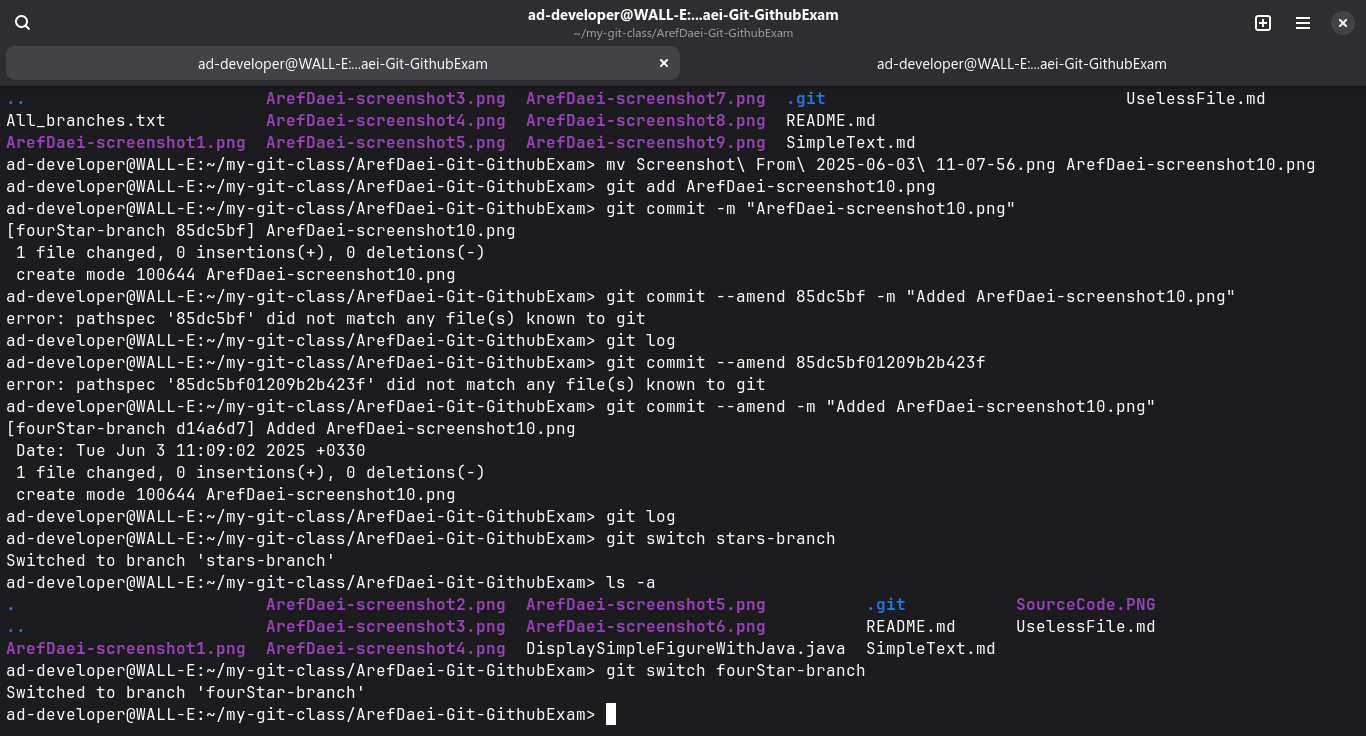 ad-developer@WALL-E:...aei-Git-GithubExam
~/my-git-class/ArefDaei-Git-GithubExam
ad-developer@WALL-E:...aei-Git-GithubExam ad-developer@WALL-E:...aei-Git-GithubExam
.. ArefDaei-screenshot3.png ArefDaei-screenshot7.png .git UselessFile.md
All_branches.txt ArefDaei-screenshot4.png ArefDaei-screenshot8.png README.md
ArefDaei-screenshot1.png ArefDaei-screenshot5.png ArefDaei-screenshot9.png SimpleText.md
ad-developer@WALL-E:~/my-git-class/ArefDaei-Git-GithubExam> mv Screenshot\ From\ 2025-06-03\ 11-07-56.png ArefDaei-screenshot10.png
ad-developer@WALL-E:~/my-git-class/ArefDaei-Git-GithubExam> git add ArefDaei-screenshot10.png
ad-developer@WALL-E:~/my-git-class/ArefDaei-Git-GithubExam> git commit -m "ArefDaei-screenshot10.png"
[fourStar-branch 85dc5bf] ArefDaei-screenshot10.png
1 file changed, 0 insertions(+), 0 deletions(-)
create mode 100644 ArefDaei-screenshot10.png
ad-developer@WALL-E:~/my-git-class/ArefDaei-Git-GithubExam> git commit --amend 85dc5bf -m "Added ArefDaei-screenshot10.png"
error: pathspec '85dc5bf' did not match any file(s) known to git
ad-developer@WALL-E:~/my-git-class/ArefDaei-Git-GithubExam> git log
ad-developer@WALL-E:~/my-git-class/ArefDaei-Git-GithubExam> git commit --amend 85dc5bf01209b2b423f
error: pathspec '85dc5bf01209b2b423f' did not match any file(s) known to git
ad-developer@WALL-E:~/my-git-class/ArefDaei-Git-GithubExam> git commit --amend -m "Added ArefDaei-screenshot10.png"
[fourStar-branch d14a6d7] Added ArefDaei-screenshot10.png
Date: Tue Jun 3 11:09:02 2025 +0330
1 file changed, 0 insertions(+), 0 deletions(-)
create mode 100644 ArefDaei-screenshot10.png
ad-developer@WALL-E:~/my-git-class/ArefDaei-Git-GithubExam> git log
ad-developer@WALL-E:~/my-git-class/ArefDaei-Git-GithubExam> git switch stars-branch
Switched to branch 'stars-branch'
ad-developer@WALL-E:~/my-git-class/ArefDaei-Git-GithubExam> ls -a
. ArefDaei-screenshot2.png ArefDaei-screenshot5.png .git SourceCode.PNG
.. ArefDaei-screenshot3.png ArefDaei-screenshot6.png README.md UselessFile.md
ArefDaei-screenshot1.png ArefDaei-screenshot4.png DisplaySimpleFigureWithJava.java SimpleText.md
ad-developer@WALL-E:~/my-git-class/ArefDaei-Git-GithubExam> git switch fourStar-branch
Switched to branch 'fourStar-branch'
ad-developer@WALL-E:~/my-git-class/ArefDaei-Git-GithubExam>